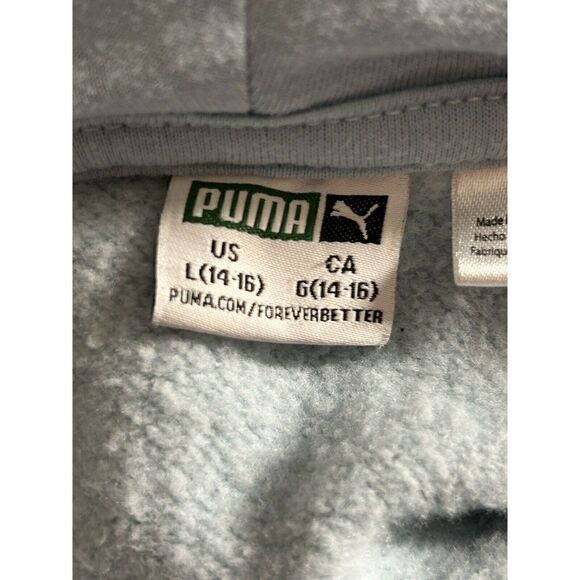 PUMA
US CA
L(14-16) G(14-16)
PUMA.COM/FOREVERBETTER
Made
Hecho
Fabriqu